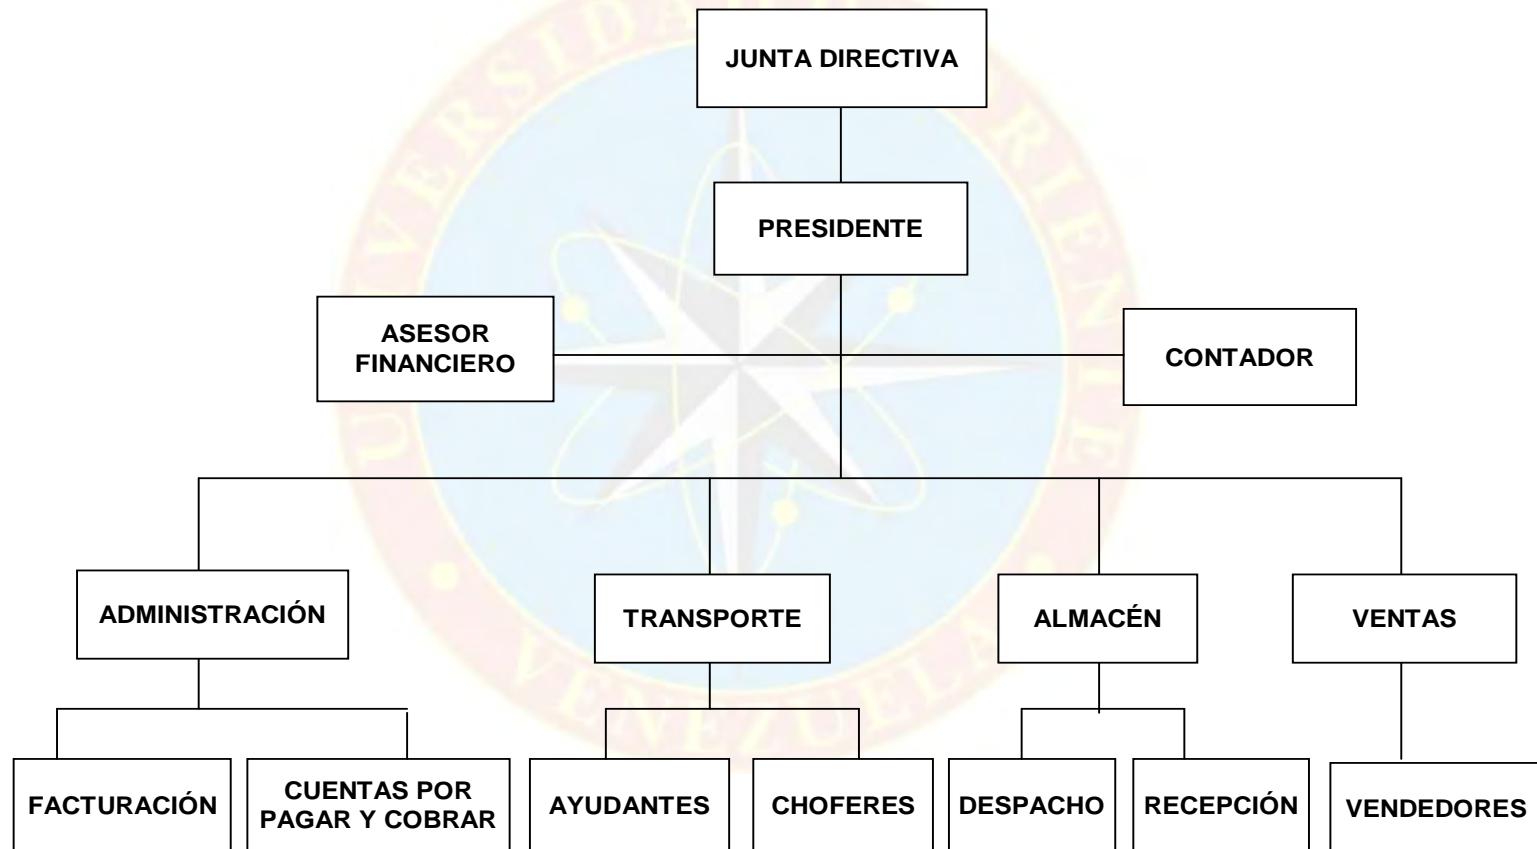 JUNTA DIRECTIVA
PRESIDENTE
ASESOR
FINANCIERO
CONTADOR
ADMINISTRACIÓN
TRANSPORTE
ALMACÉN
VENTAS
FACTURACIÓN
CUENTAS POR
PAGAR Y COBRAR
AYUDANTES
CHOFERES
DESPACHO
RECEPCIÓN
VENDEDORES
VENEZUELA